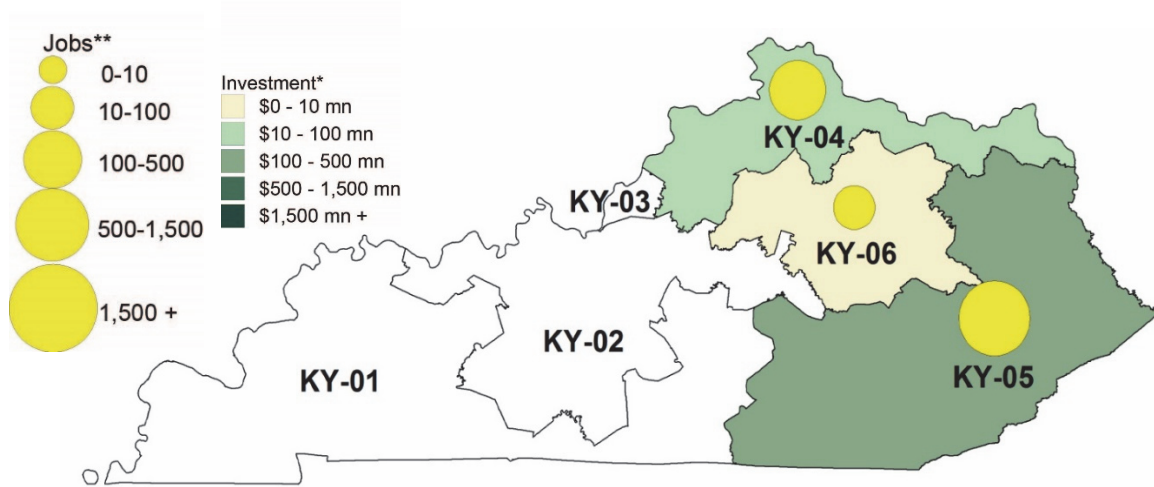 Jobs**
0-10
10-100
100-500
500-1,500
1,500 +
Investment*
$0 - 10 mn
$10 - 100 mn
$100 - 500 mn
$500 - 1,500 mn
$1,500 mn +
KY-04
KY-03
KY-06
KY-02
KY-01
KY-05